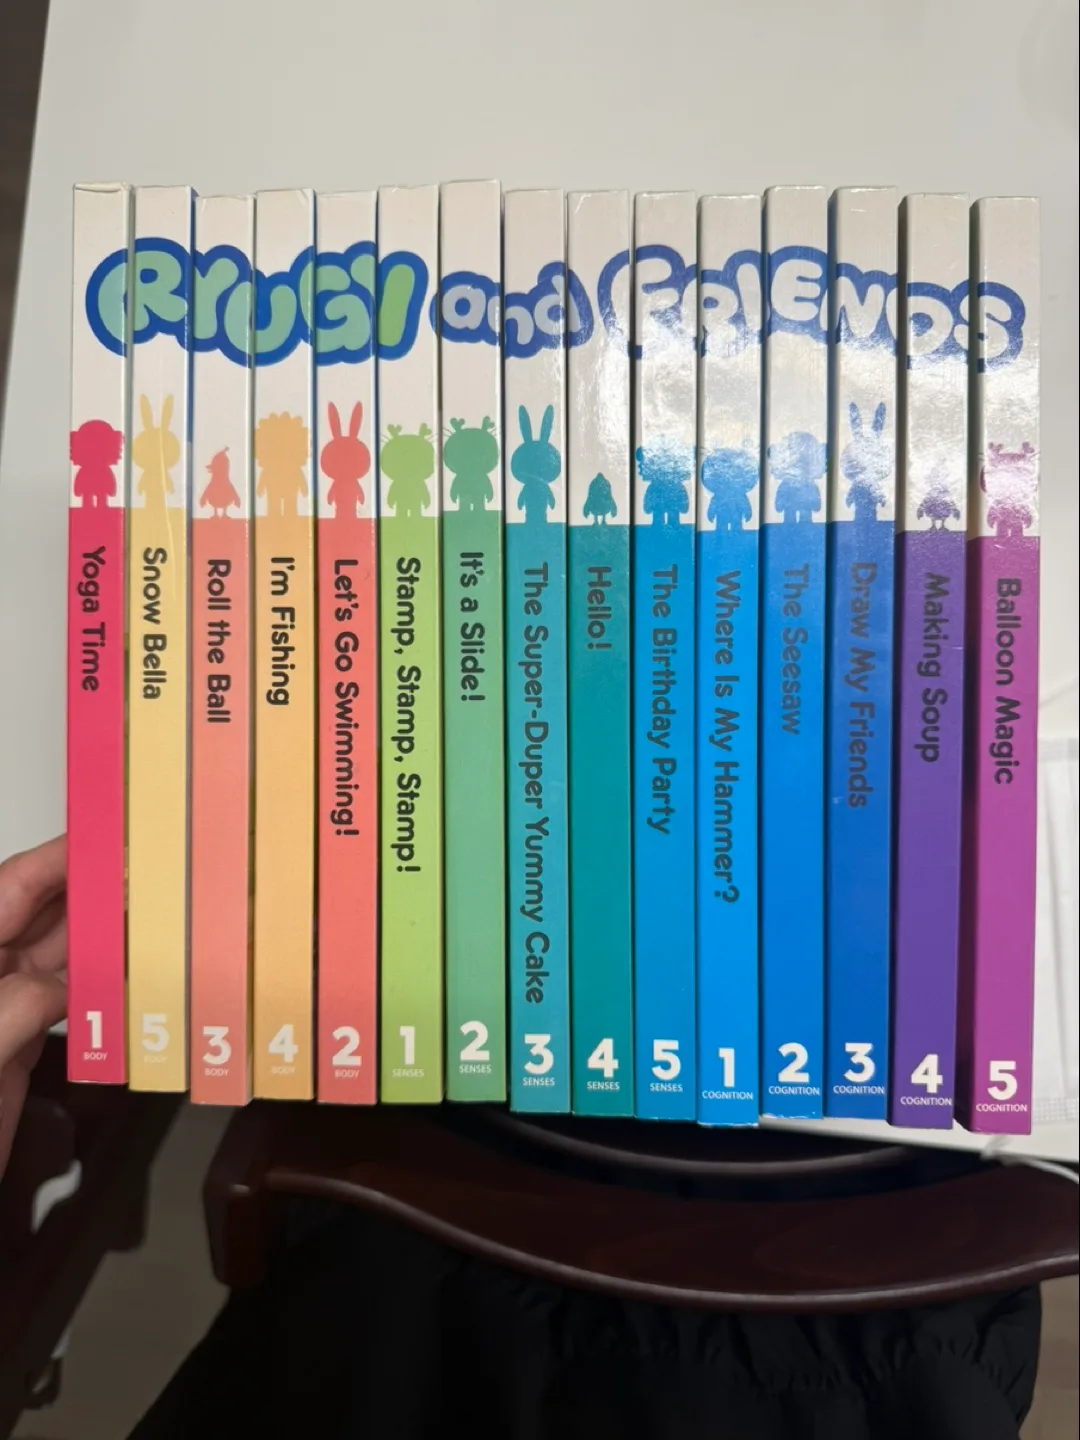 RYUGI and FRIENDS
Yoga Time
1
BODY
Snow Bella
5
BODY
Roll the Ball
3
BODY
I'm Fishing
4
BODY
Let's Go Swimming!
2
BODY
Stamp, Stamp, Stamp!
1
SENSES
It's a Slide!
2
SENSES
The Super-Duper Yummy Cake
3
SENSES
Hello!
4
SENSES
The Birthday Party
5
SENSES
Where Is My Hammer?
1
COGNITION
The Seesaw
2
COGNITION
Draw My Friends
3
COGNITION
Making Soup
4
COGNITION
Balloon Magic
5
COGNITION